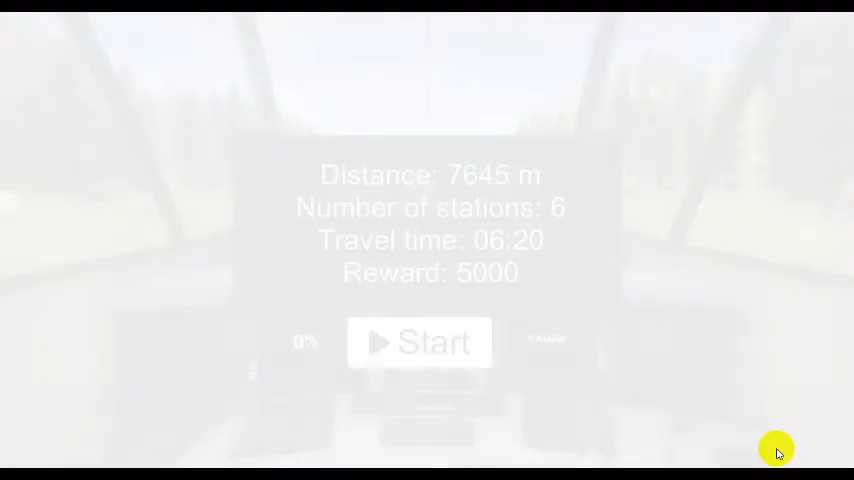 Distance: 7645 m
Number of stations: 6
Travel time: 06:20
Reward: 5000
0%
Start